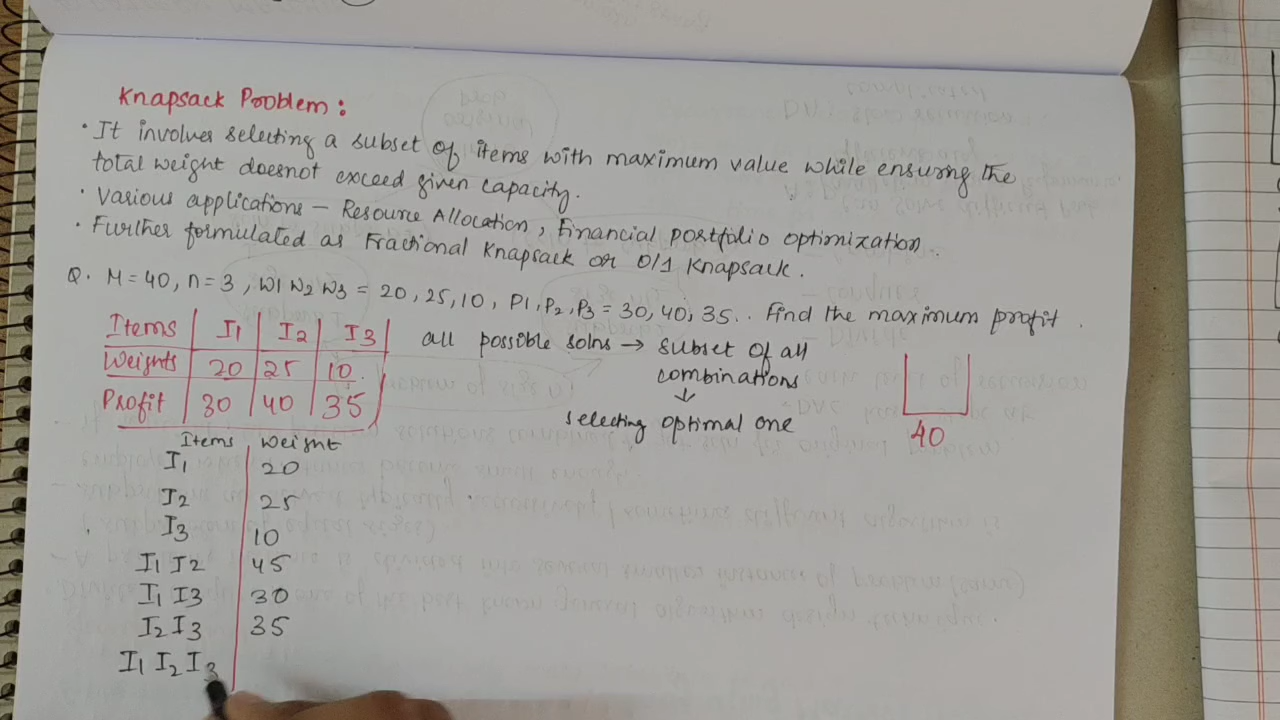 Knapsack Problem:
• It involves selecting a subset of items with maximum value while ensuring the
total weight doesnot exceed given capacity.
• Various applications – Resource Allocation, Financial portfolio optimization.
• Further formulated as Fractional Knapsack or 0/1 Knapsack.
Q. M=40, n=3, W1 W2 W3 = 20, 25, 10, P1, P2, P3 = 30, 40, 35. Find the maximum profit.
Items I1 I2 I3
Weights 20 25 10
Profit 30 40 35
all possible solns → subset of all
combinations
↓
selecting optimal one
40
Items Weight
I1 20
I2 25
I3 10
I1 I2 45
I1 I3 30
I2 I3 35
I1 I2 I3